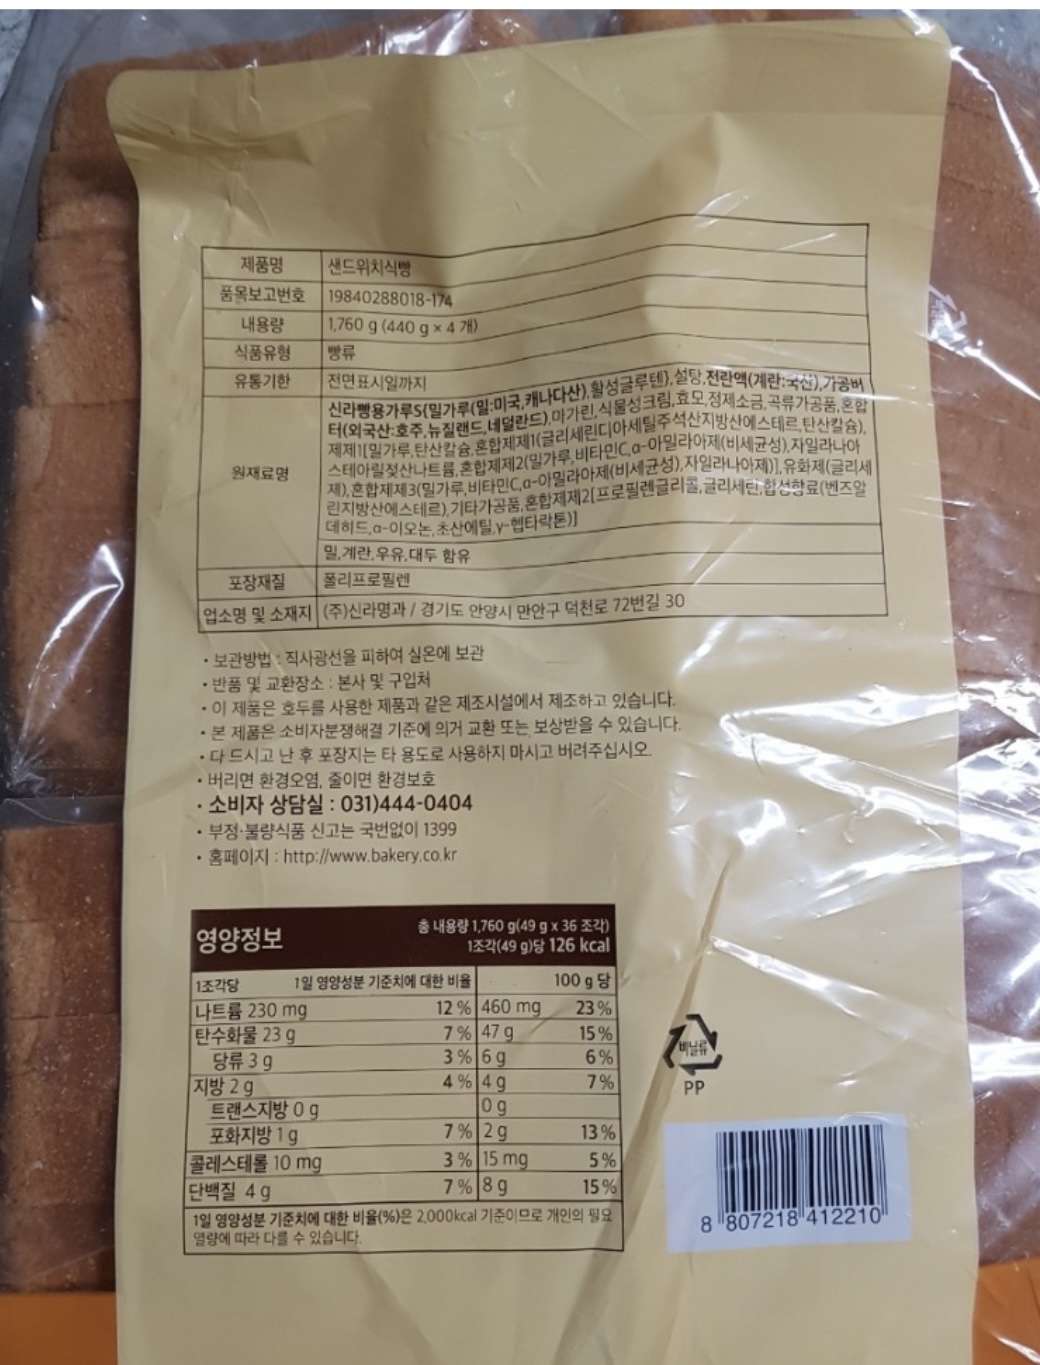 제품명 샌드위치식빵
품목보고번호 19840288018-174
내용량 1,760 g (440 g × 4 개)
식품유형 빵류
유통기한 전면표시일까지
원재료명
신라빵용가루S{밀가루(밀:미국,캐나다산),활성글루텐},설탕,전란액(계란:국산),가공버
터(외국산:호주,뉴질랜드,네덜란드),마가린,식물성크림,효모,정제소금,곡류가공품,혼합
제제1[밀가루,탄산칼슘,혼합제제1(글리세린디아세틸주석산지방산에스테르,탄산칼슘),
스테아릴젖산나트륨,혼합제제2(밀가루,비타민C,α-아밀라아제(비세균성),자일라나아
제),혼합제제3(밀가루,비타민C,α-아밀라아제(비세균성),자일라나아제)],유화제(글리세
린지방산에스테르),기타가공품,혼합제제2[프로필렌글리콜,글리세린,합성향료(벤즈알
데히드,α-이오논,초산에틸,γ-헵타락톤)]
밀,계란,우유,대두 함유
포장재질 폴리프로필렌
업소명 및 소재지 (주)신라명과 / 경기도 안양시 만안구 덕천로 72번길 30
• 보관방법 : 직사광선을 피하여 실온에 보관
• 반품 및 교환장소 : 본사 및 구입처
• 이 제품은 호두를 사용한 제품과 같은 제조시설에서 제조하고 있습니다.
• 본 제품은 소비자분쟁해결 기준에 의거 교환 또는 보상받을 수 있습니다.
• 다 드시고 난 후 포장지는 타 용도로 사용하지 마시고 버려주십시오.
• 버리면 환경오염, 줄이면 환경보호
• 소비자 상담실 : 031)444-0404
• 부정·불량식품 신고는 국번없이 1399
• 홈페이지 : http://www.bakery.co.kr
영양정보
총 내용량 1,760 g(49 g x 36 조각)
1조각(49 g)당 126 kcal
1조각당 1일 영양성분 기준치에 대한 비율 100 g 당
나트륨 230 mg 12 % 460 mg 23 %
탄수화물 23 g 7 % 47 g 15 %
당류 3 g 3 % 6 g 6 %
지방 2 g 4 % 4 g 7 %
트랜스지방 0 g 0 g
포화지방 1 g 7 % 2 g 13 %
콜레스테롤 10 mg 3 % 15 mg 5 %
단백질 4 g 7 % 8 g 15 %
1일 영양성분 기준치에 대한 비율(%)은 2,000kcal 기준이므로 개인의 필요
열량에 따라 다를 수 있습니다.
비닐류
PP
8 807218 412210